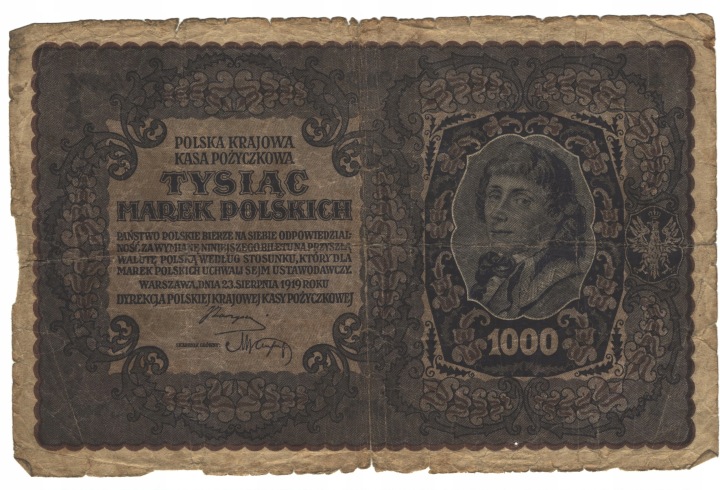 POLSKA KRAJOWA
KASA POŻYCZKOWA
TYSIĄC
MAREK POLSKICH
PAŃSTWO POLSKIE BIERZE NA SIEBIE ODPOWIEDZIAL-
NOŚĆ ZA WYMIANĘ NINIEJSZEGO BILETU NA PRZYSZŁĄ
WALUTĘ POLSKĄ WEDŁUG STOSUNKU, KTÓRY DLA
MAREK POLSKICH UCHWALI SEJM USTAWODAWCZY.
WARSZAWA, DNIA 23. SIERPNIA 1919 ROKU
DYREKCJA POLSKIEJ KRAJOWEJ KASY POŻYCZKOWEJ
1000